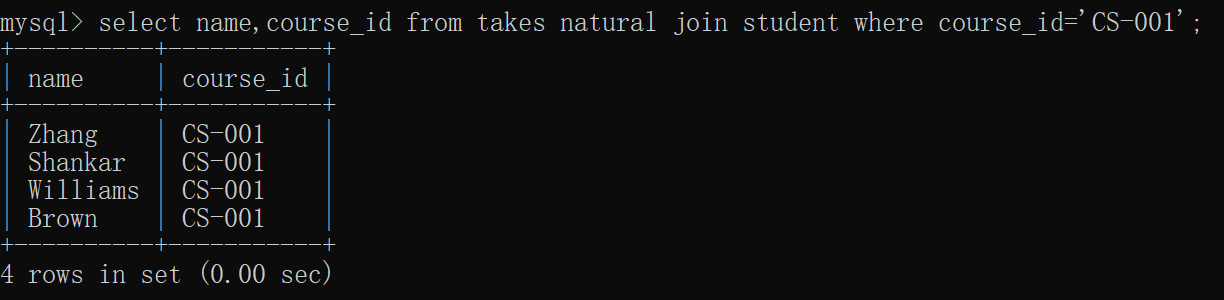 mysql> select name,course_id from takes natural join student where course_id='CS-001';
+----------+-----------+
| name     | course_id |
+----------+-----------+
| Zhang    | CS-001    |
| Shankar  | CS-001    |
| Williams | CS-001    |
| Brown    | CS-001    |
+----------+-----------+
4 rows in set (0.00 sec)